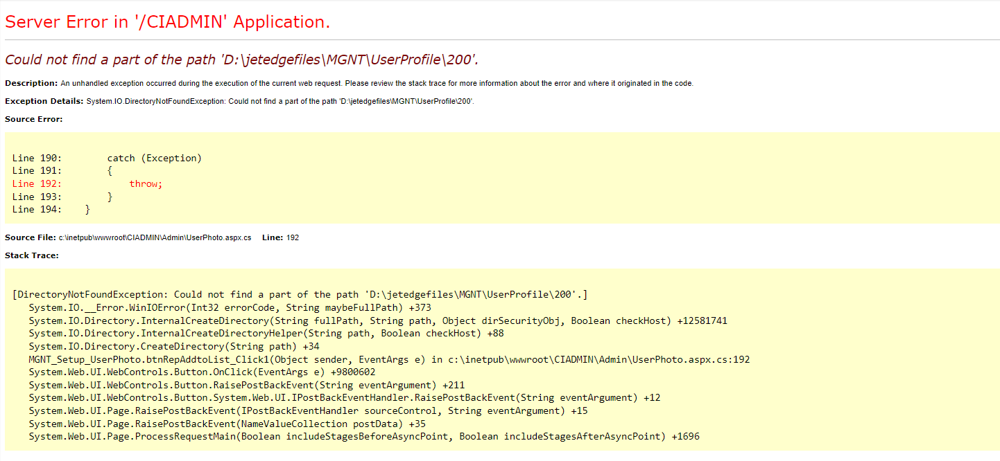 Server Error in '/CIADMIN' Application.
Could not find a part of the path 'D:\jetedgefiles\MGNT\UserProfile\200'.
Description: An unhandled exception occurred during the execution of the current web request. Please review the stack trace for more information about the error and where it originated in the code.
Exception Details: System.IO.DirectoryNotFoundException: Could not find a part of the path 'D:\jetedgefiles\MGNT\UserProfile\200'.
Source Error:
Line 190:        catch (Exception)
Line 191:        {
Line 192:            throw;
Line 193:        }
Line 194:    }
Source File: c:\inetpub\wwwroot\CIADMIN\Admin\UserPhoto.aspx.cs    Line: 192
Stack Trace:
[DirectoryNotFoundException: Could not find a part of the path 'D:\jetedgefiles\MGNT\UserProfile\200'.]
   System.IO.__Error.WinIOError(Int32 errorCode, String maybeFullPath) +373
   System.IO.Directory.InternalCreateDirectory(String fullPath, String path, Object dirSecurityObj, Boolean checkHost) +12581741
   System.IO.Directory.InternalCreateDirectoryHelper(String path, Boolean checkHost) +88
   System.IO.Directory.CreateDirectory(String path) +34
   MGNT_Setup_UserPhoto.btnRepAddtoList_Click1(Object sender, EventArgs e) in c:\inetpub\wwwroot\CIADMIN\Admin\UserPhoto.aspx.cs:192
   System.Web.UI.WebControls.Button.OnClick(EventArgs e) +9800602
   System.Web.UI.WebControls.Button.RaisePostBackEvent(String eventArgument) +211
   System.Web.UI.WebControls.Button.System.Web.UI.IPostBackEventHandler.RaisePostBackEvent(String eventArgument) +12
   System.Web.UI.Page.RaisePostBackEvent(IPostBackEventHandler sourceControl, String eventArgument) +15
   System.Web.UI.Page.RaisePostBackEvent(NameValueCollection postData) +35
   System.Web.UI.Page.ProcessRequestMain(Boolean includeStagesBeforeAsyncPoint, Boolean includeStagesAfterAsyncPoint) +1696